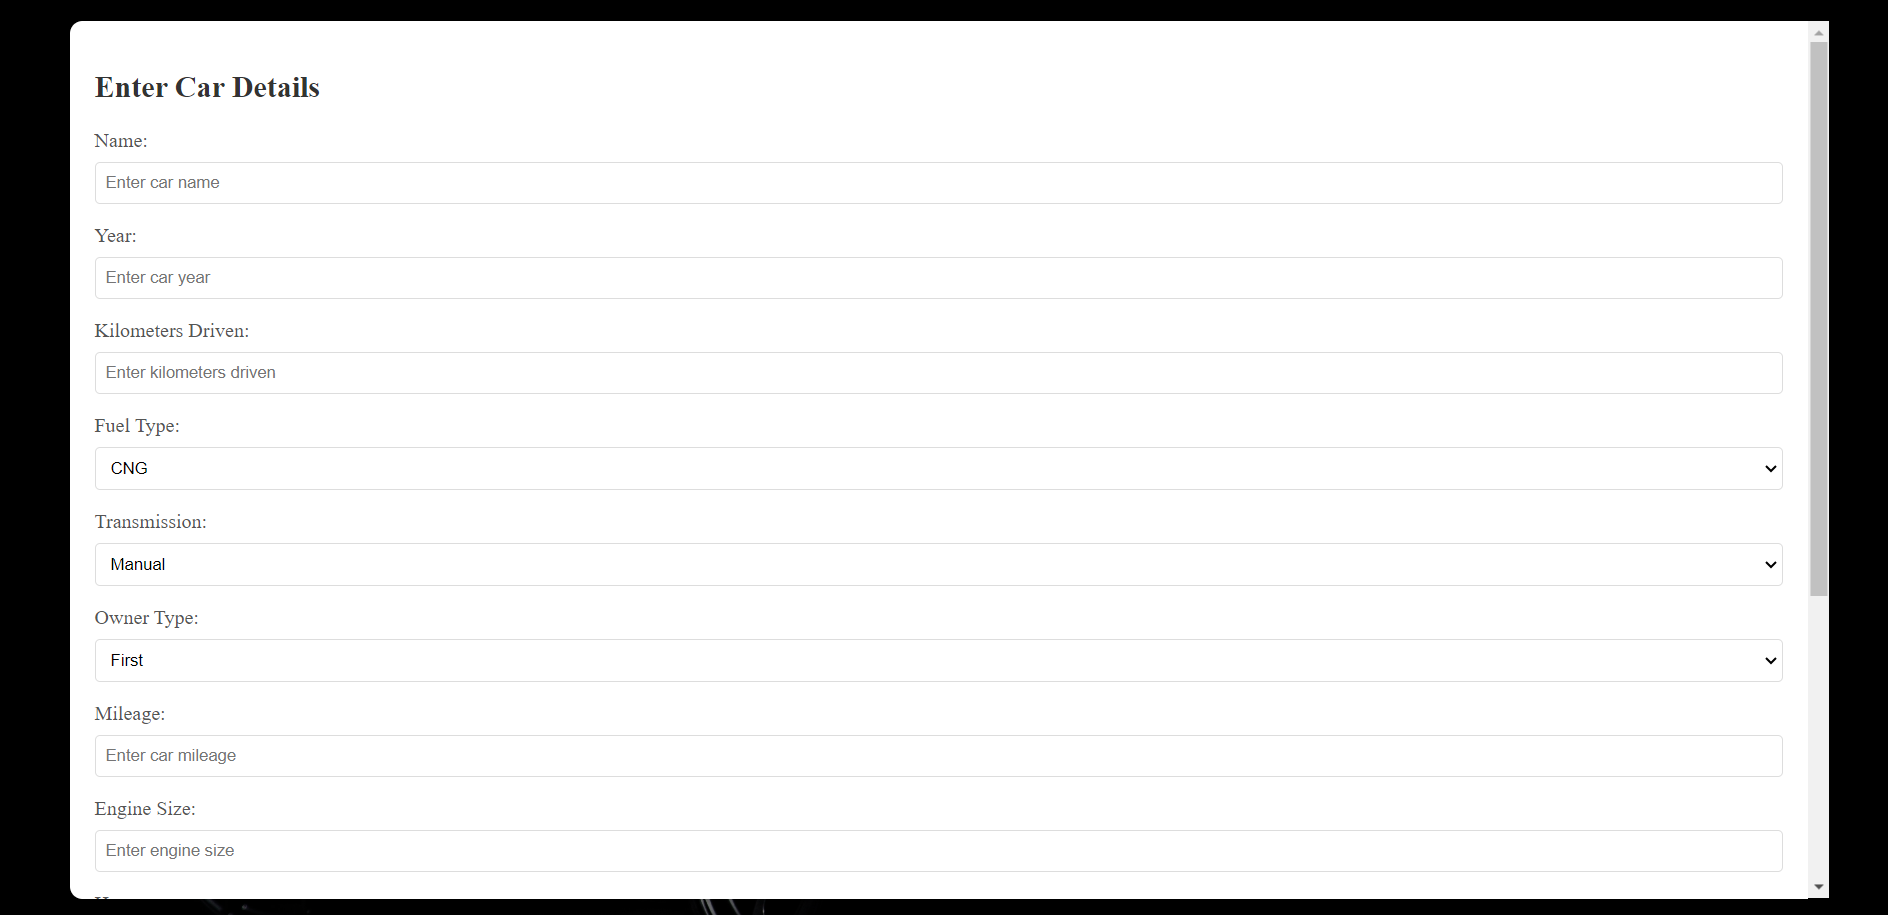 Enter Car Details
Name:
Enter car name
Year:
Enter car year
Kilometers Driven:
Enter kilometers driven
Fuel Type:
CNG
Transmission:
Manual
Owner Type:
First
Mileage:
Enter car mileage
Engine Size:
Enter engine size